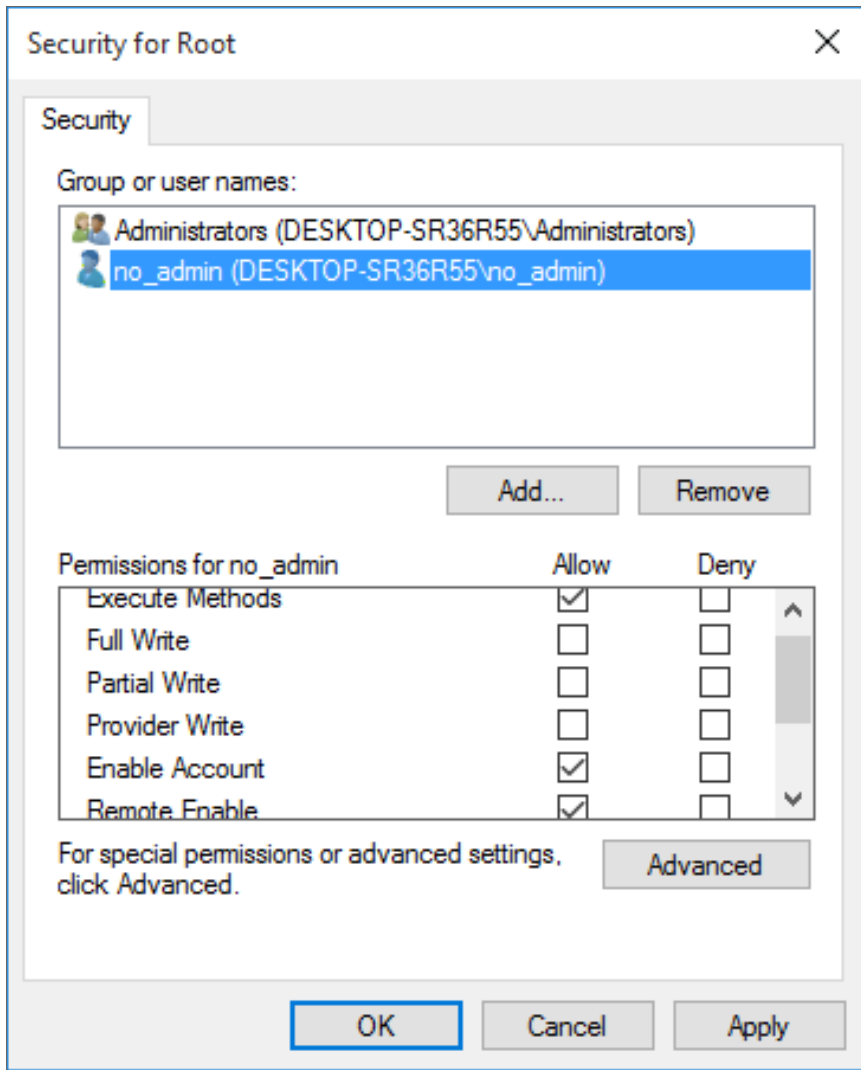 Security for Root
Security
Group or user names:
Administrators (DESKTOP-SR36R55\Administrators)
no_admin (DESKTOP-SR36R55\no_admin)
Add... Remove
Permissions for no_admin Allow Deny
Execute Methods
Full Write
Partial Write
Provider Write
Enable Account
Remote Enable
For special permissions or advanced settings,
click Advanced.
Advanced
OK Cancel Apply